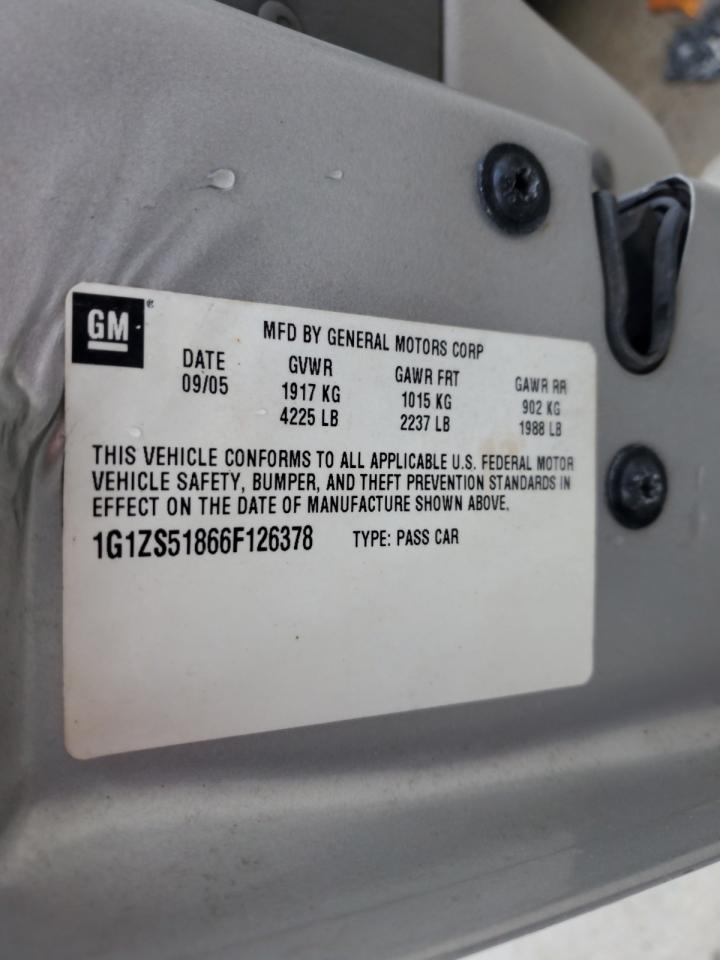 GM®
MFD BY GENERAL MOTORS CORP
DATE GVWR GAWR FRT GAWR RR
09/05 1917 KG 1015 KG 902 KG
4225 LB 2237 LB 1988 LB
THIS VEHICLE CONFORMS TO ALL APPLICABLE U.S. FEDERAL MOTOR
VEHICLE SAFETY, BUMPER, AND THEFT PREVENTION STANDARDS IN
EFFECT ON THE DATE OF MANUFACTURE SHOWN ABOVE.
1G1ZS51866F126378 TYPE: PASS CAR